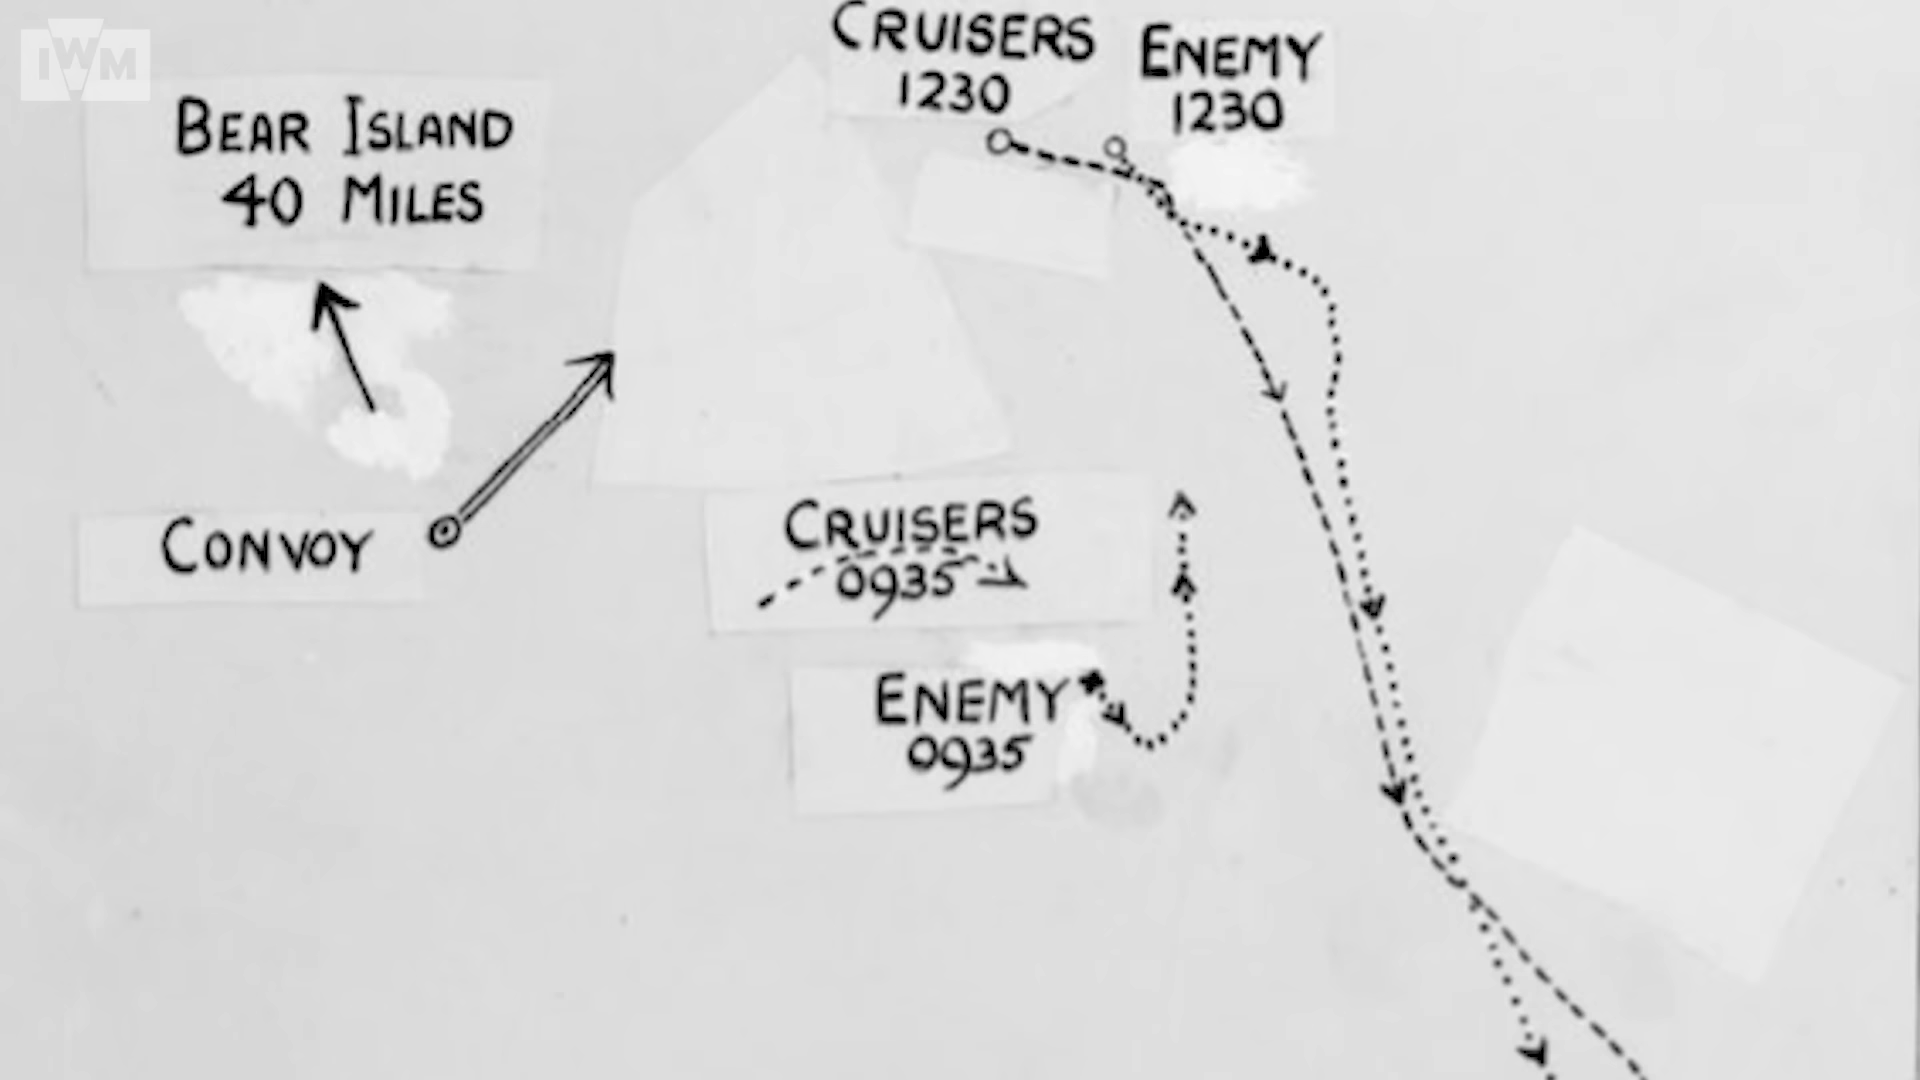 IWM
BEAR ISLAND
40 MILES
CRUISERS
1230
ENEMY
1230
CONVOY
CRUISERS
0935
ENEMY
0935